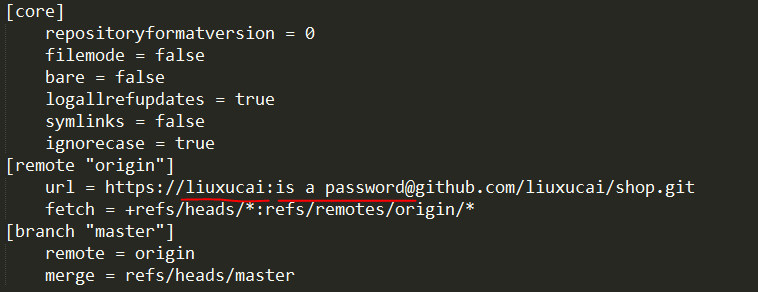 [core]
repositoryformatversion = 0
filemode = false
bare = false
logallrefupdates = true
symlinks = false
ignorecase = true
[remote "origin"]
url = https://liuxucai:is a password@github.com/liuxucai/shop.git
fetch = +refs/heads/*:refs/remotes/origin/*
[branch "master"]
remote = origin
merge = refs/heads/master